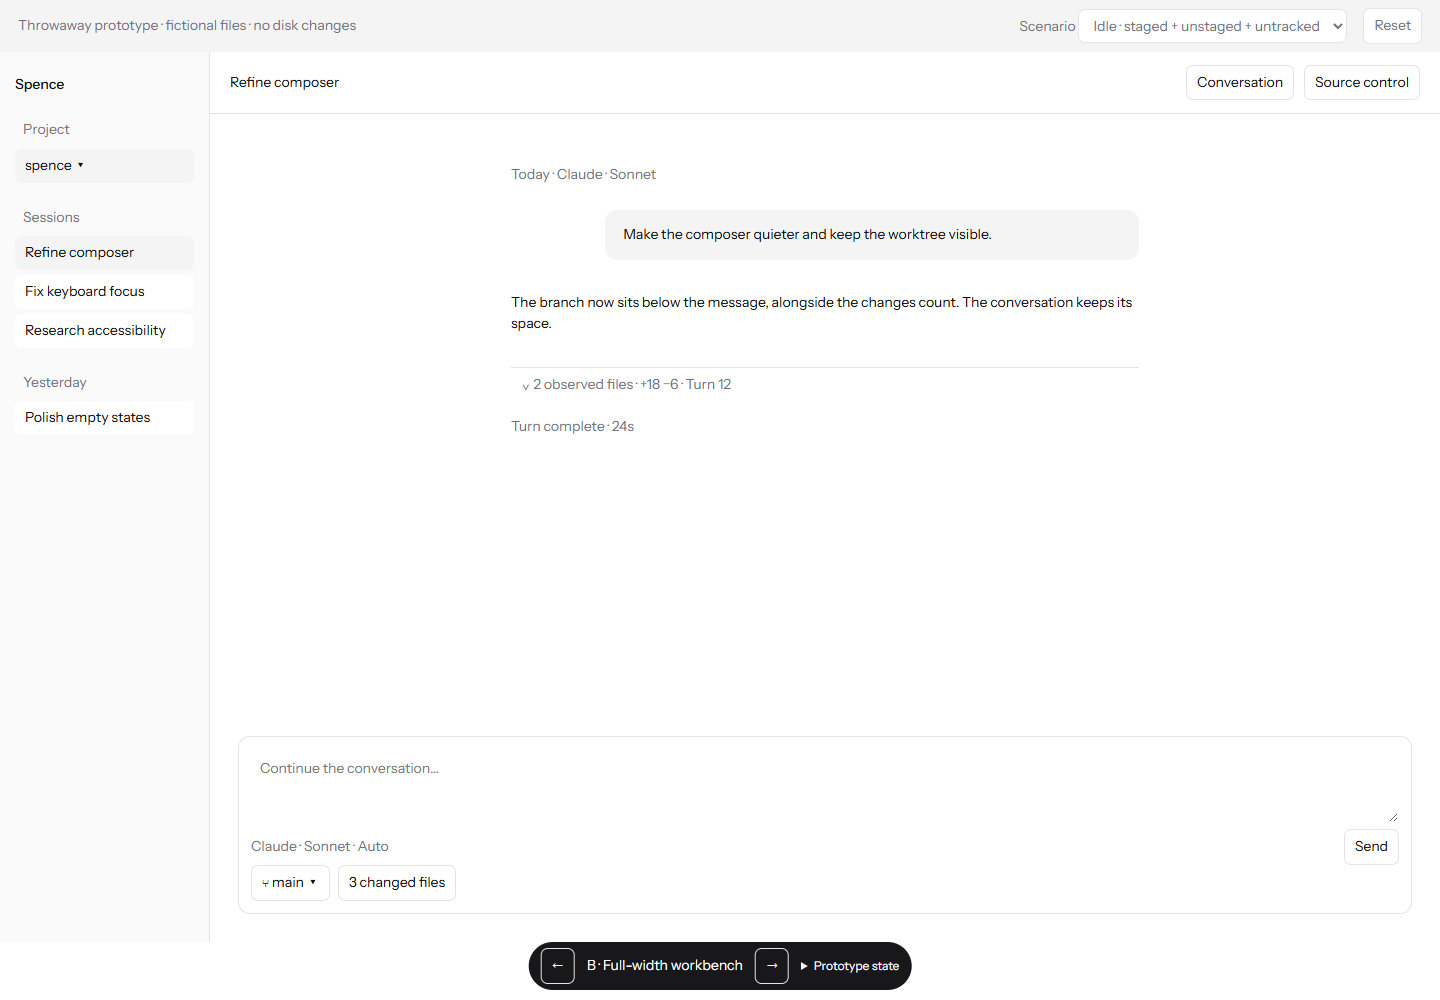 Throwaway prototype · fictional files · no disk changes
Scenario
Idle · staged + unstaged + untracked
Reset
Spence
Project
spence ▾
Sessions
Refine composer
Fix keyboard focus
Research accessibility
Yesterday
Polish empty states
Refine composer
Conversation
Source control
Today · Claude · Sonnet
Make the composer quieter and keep the worktree visible.
The branch now sits below the message, alongside the changes count. The conversation keeps its
space.
2 observed files · +18 −6 · Turn 12
Turn complete · 24s
Continue the conversation…
Claude · Sonnet · Auto
Send
⑂ main ▾
3 changed files
←
B · Full-width workbench
→
▶ Prototype state